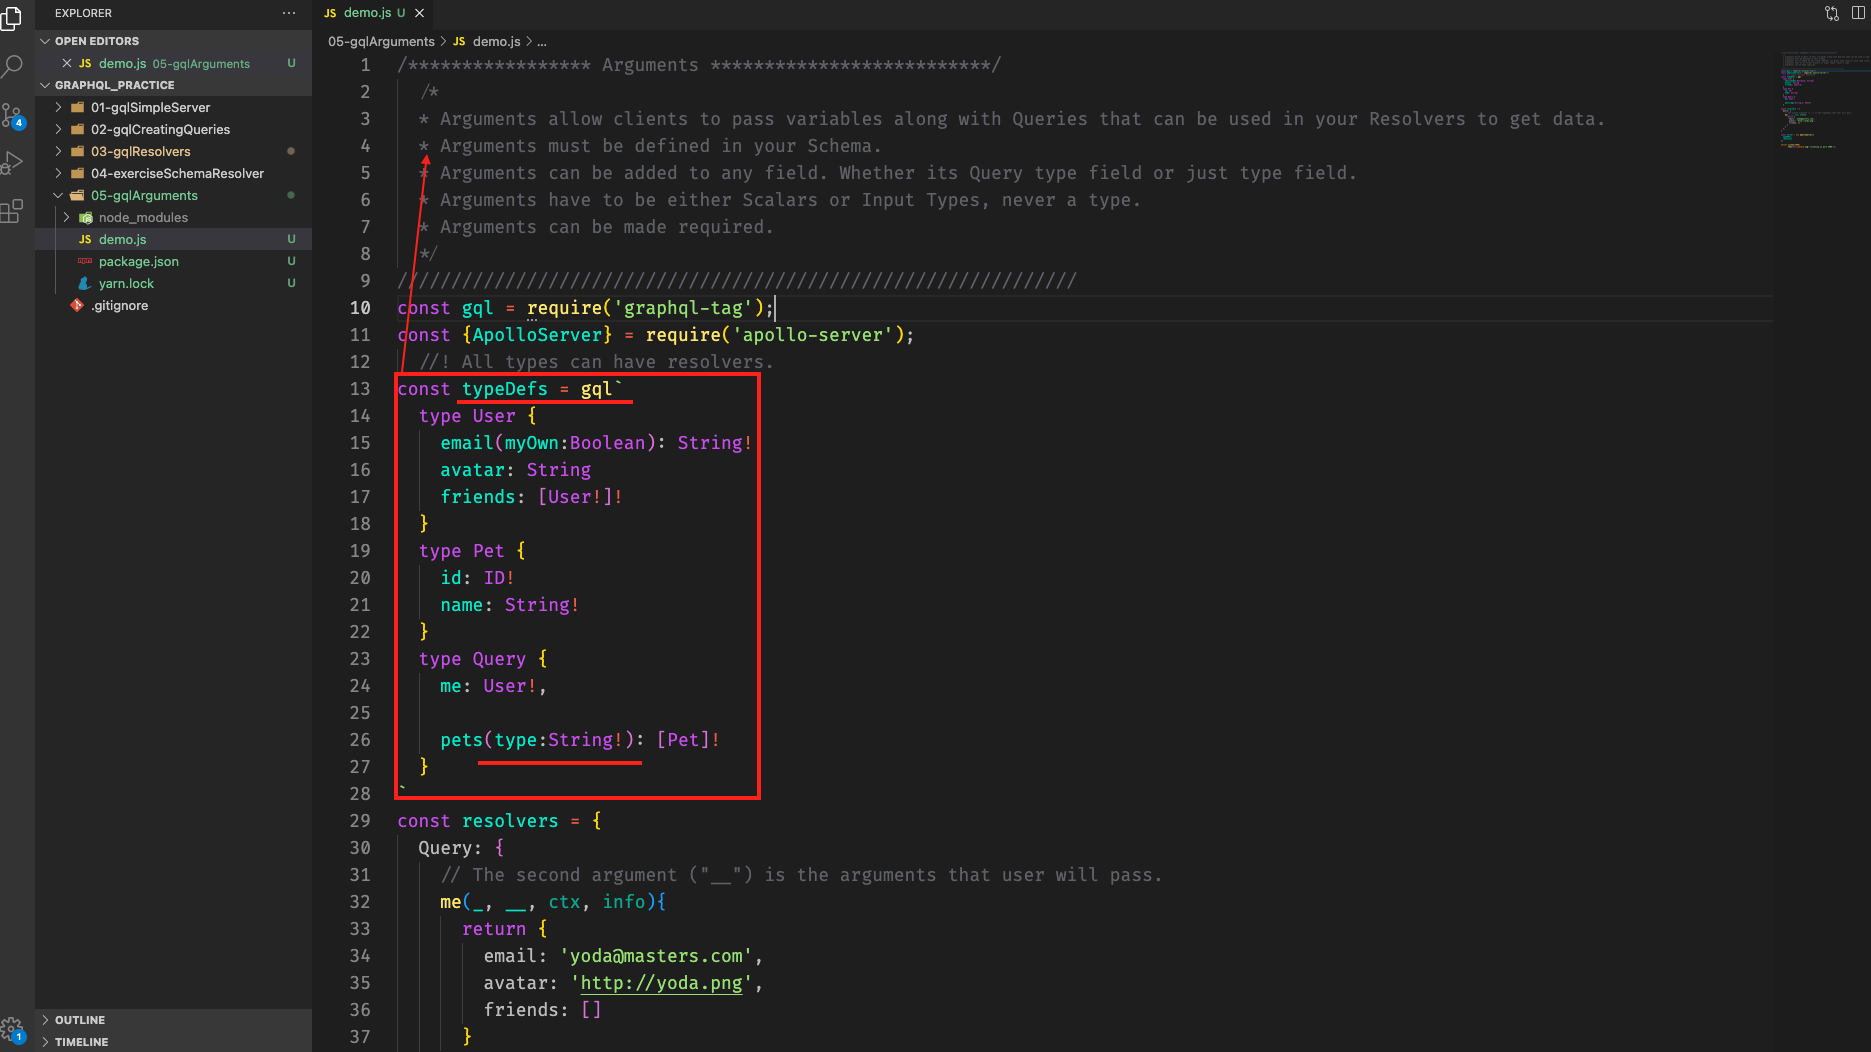 EXPLORER
···
OPEN EDITORS
JS demo.js 05-gqlArguments U
GRAPHQL_PRACTICE
01-gqlSimpleServer
02-gqlCreatingQueries
03-gqlResolvers
04-exerciseSchemaResolver
05-gqlArguments
node_modules
JS demo.js U
package.json U
yarn.lock U
.gitignore
OUTLINE
TIMELINE
4
1
JS demo.js U
05-gqlArguments > JS demo.js > ...
1 /***************** Arguments **************************/
2 /*
3 * Arguments allow clients to pass variables along with Queries that can be used in your Resolvers to get data.
4 * Arguments must be defined in your Schema.
5 * Arguments can be added to any field. Whether its Query type field or just type field.
6 * Arguments have to be either Scalars or Input Types, never a type.
7 * Arguments can be made required.
8 */
9 ///////////////////////////////////////////////////////////////
10 const gql = require('graphql-tag');
11 const {ApolloServer} = require('apollo-server');
12 //! All types can have resolvers.
13 const typeDefs = gql`
14 type User {
15 email(myOwn:Boolean): String!
16 avatar: String
17 friends: [User!]!
18 }
19 type Pet {
20 id: ID!
21 name: String!
22 }
23 type Query {
24 me: User!,
25
26 pets(type:String!): [Pet]!
27 }
28 `
29 const resolvers = {
30 Query: {
31 // The second argument ("__") is the arguments that user will pass.
32 me(_, __, ctx, info){
33 return {
34 email: 'yoda@masters.com',
35 avatar: 'http://yoda.png',
36 friends: []
37 }